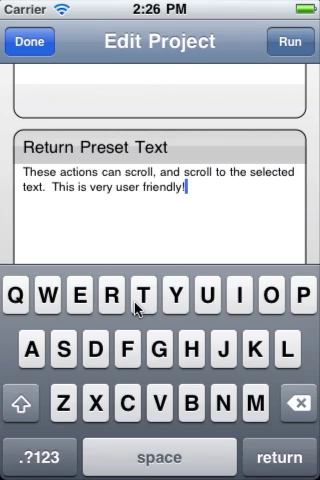 Carrier 2:26 PM
Done Edit Project Run
Return Preset Text
These actions can scroll, and scroll to the selected
text.  This is very user friendly!
Q W E R T Y U I O P
A S D F G H J K L
Z X C V B N M
.?123 space return